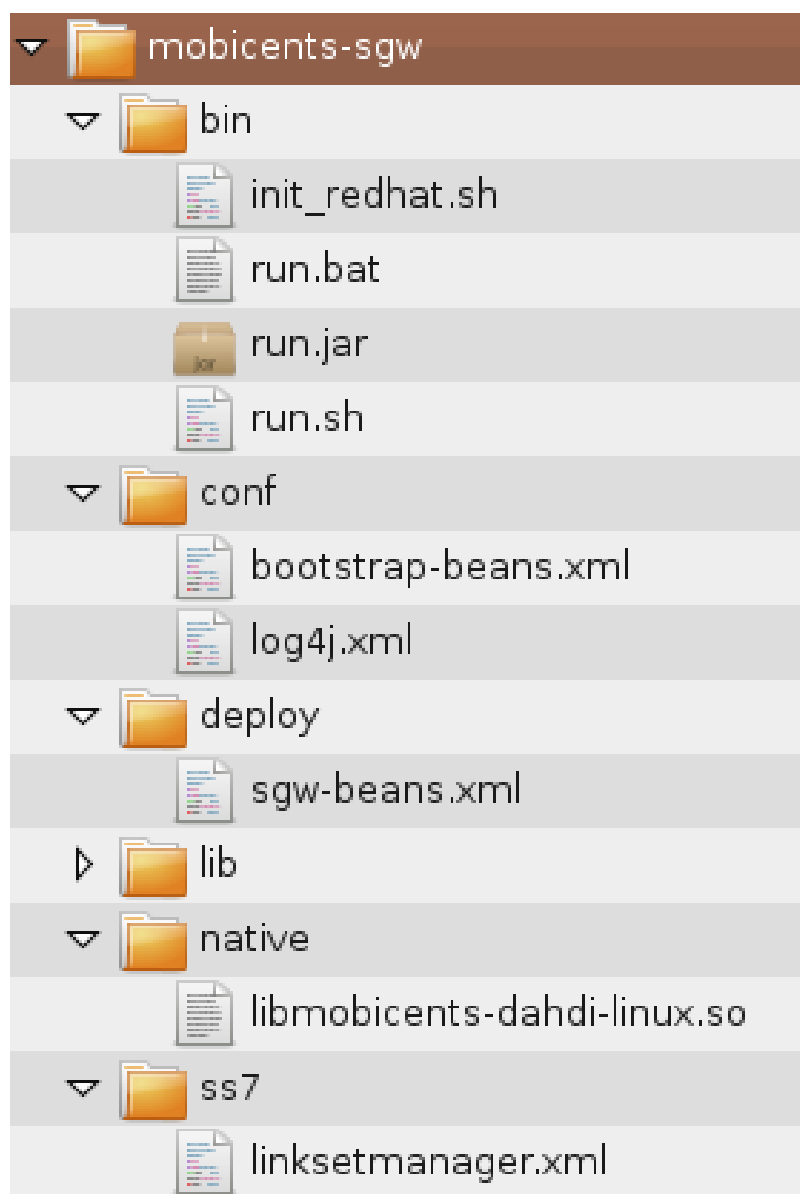 mobicents-sgw
bin
init_redhat.sh
run.bat
run.jar
jar
run.sh
conf
bootstrap-beans.xml
log4j.xml
deploy
sgw-beans.xml
lib
native
libmobicents-dahdi-linux.so
ss7
linksetmanager.xml